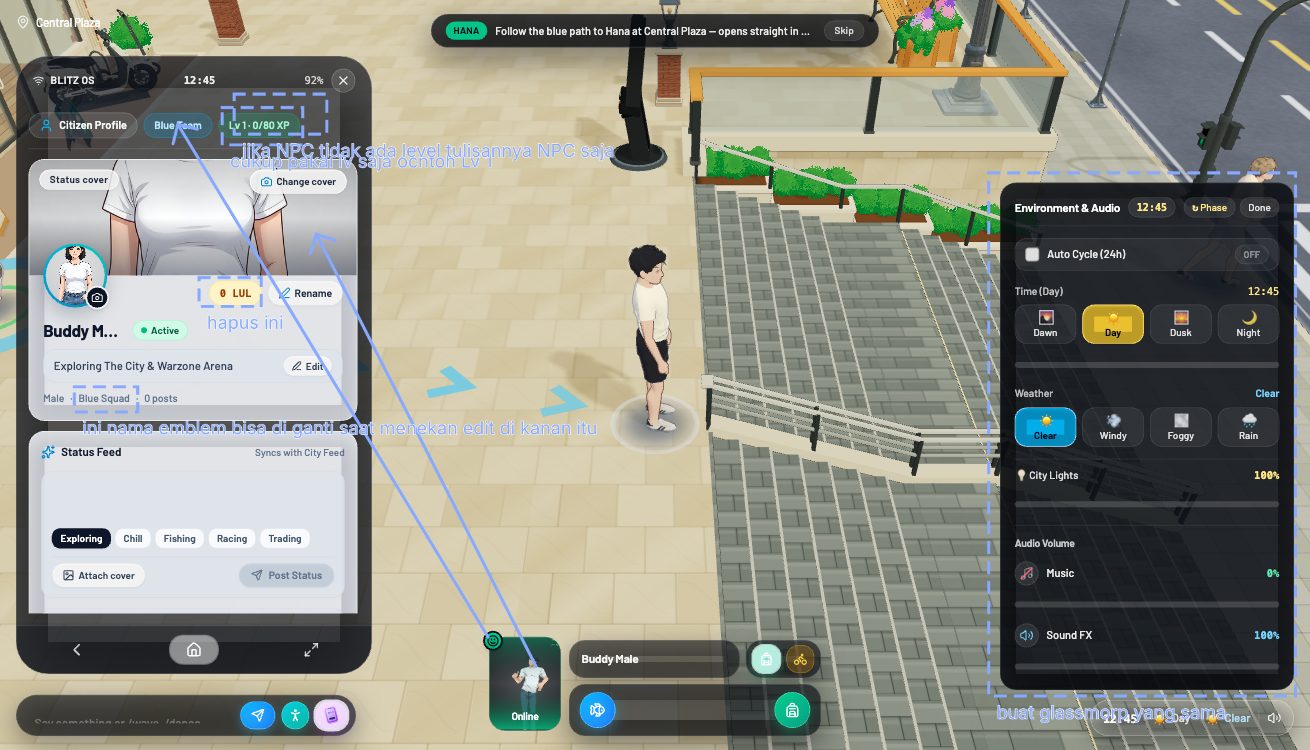 Central Plaza
HANA Follow the blue path to Hana at Central Plaza — opens straight in ... Skip
BLITZ OS 12:45 92%
Citizen Profile Blue Team Lv 1 · 0/80 XP
jika NPC tidak ada level tulisannya NPC saja
cukup pakai lv saja ochtoh Lv
Status cover Change cover
0 LUL Rename
hapus ini
Buddy M... Active
Exploring The City & Warzone Arena Edit
Male · Blue Squad · 0 posts
ini nama emblem bisa di ganti saat menekan edit di kanan itu
Status Feed Syncs with City Feed
Exploring Chill Fishing Racing Trading
Attach cover Post Status
Say something or /wave, /dance
Online
Buddy Male
Environment & Audio 12:45 ↻ Phase Done
Auto Cycle (24h) OFF
Time (Day) 12:45
Dawn Day Dusk Night
Weather Clear
Clear Windy Foggy Rain
City Lights 100%
Audio Volume
Music 0%
Sound FX 100%
buat glassmorp yang sama
12:45 Day Clear